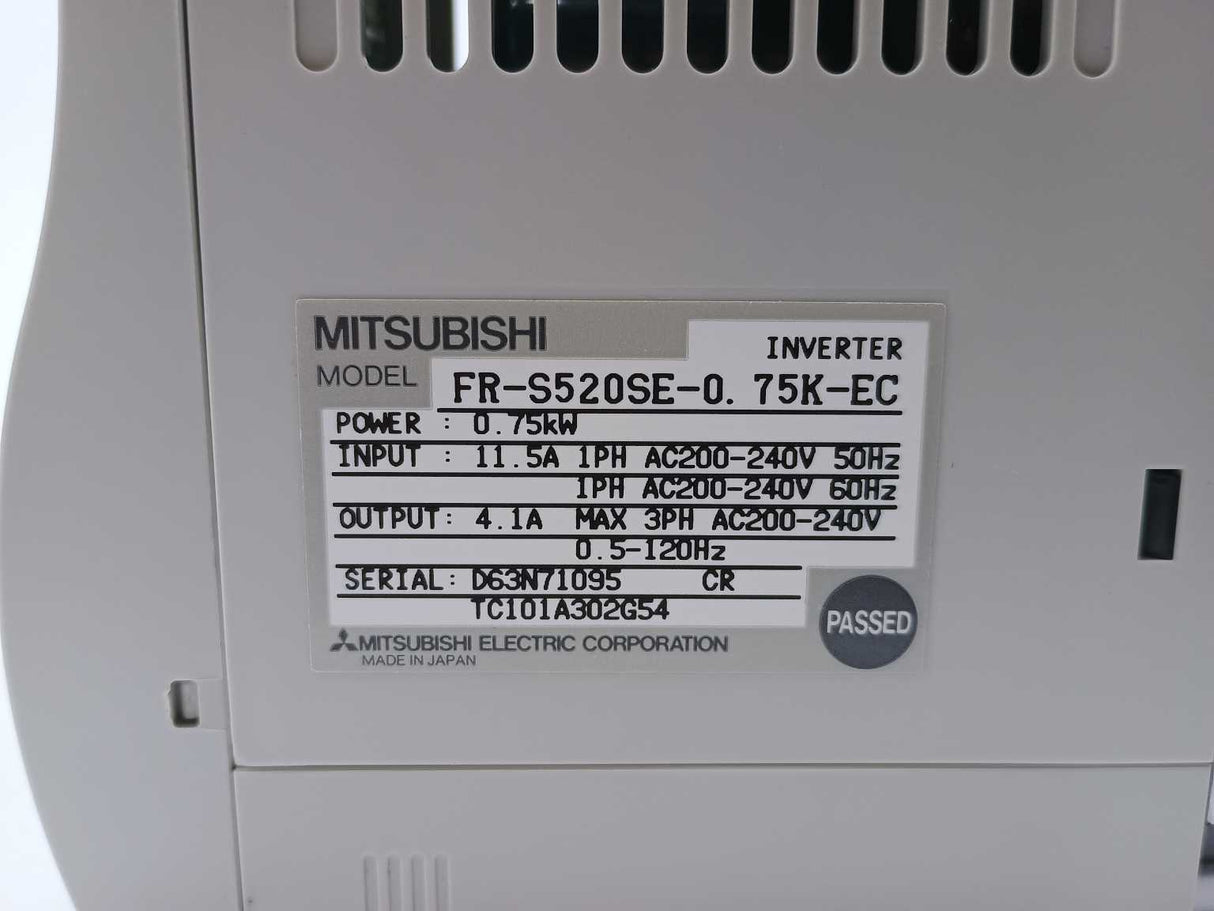 MITSUBISHI
INVERTER
MODEL FR-S520SE-0.75K-EC
POWER : 0.75kW
INPUT : 11.5A 1PH AC200-240V 50Hz
1PH AC200-240V 60Hz
OUTPUT: 4.1A MAX 3PH AC200-240V
0.5-120Hz
SERIAL: D63N71095 CR
TC101A302G54
PASSED
MITSUBISHI ELECTRIC CORPORATION
MADE IN JAPAN